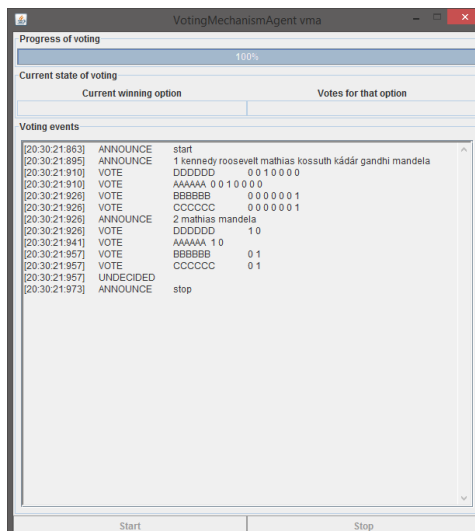 VotingMechanismAgent vma
Progress of voting
100%
Current state of voting
Current winning option Votes for that option
Voting events
[20:30:21:863] ANNOUNCE start
[20:30:21:895] ANNOUNCE 1 kennedy roosevelt mathias kossuth kádár gandhi mandela
[20:30:21:910] VOTE DDDDDD 0 0 1 0 0 0 0
[20:30:21:910] VOTE AAAAAA 0 0 1 0 0 0 0
[20:30:21:926] VOTE BBBBBB 0 0 0 0 0 0 1
[20:30:21:926] VOTE CCCCCC 0 0 0 0 0 0 1
[20:30:21:926] ANNOUNCE 2 mathias mandela
[20:30:21:926] VOTE DDDDDD 1 0
[20:30:21:941] VOTE AAAAAA 1 0
[20:30:21:957] VOTE BBBBBB 0 1
[20:30:21:957] VOTE CCCCCC 0 1
[20:30:21:957] UNDECIDED
[20:30:21:973] ANNOUNCE stop
Start Stop